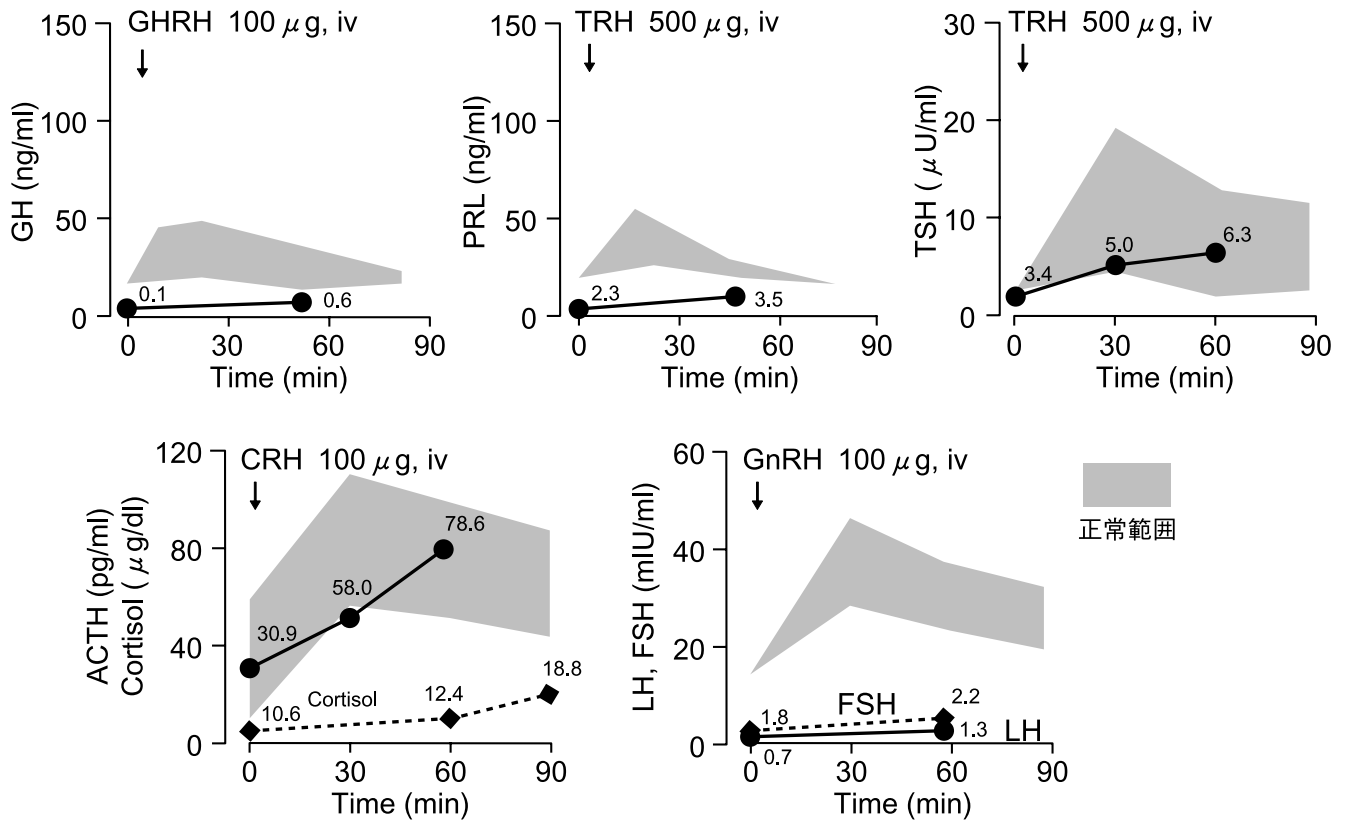 GHRH 100 μg, iv
GH (ng/ml)
150
100
50
0
0.1
0.6
0 30 60 90
Time (min)
TRH 500 μg, iv
PRL (ng/ml)
150
100
50
0
2.3
3.5
0 30 60 90
Time (min)
TRH 500 μg, iv
TSH (μU/ml)
30
20
10
0
3.4
5.0
6.3
0 30 60 90
Time (min)
CRH 100 μg, iv
ACTH (pg/ml)
Cortisol (μg/dl)
120
80
40
0
30.9
58.0
78.6
Cortisol
10.6
12.4
18.8
0 30 60 90
Time (min)
GnRH 100 μg, iv
LH, FSH (mIU/ml)
60
40
20
0
1.8
FSH
2.2
0.7
1.3
LH
0 30 60 90
Time (min)
正常範囲